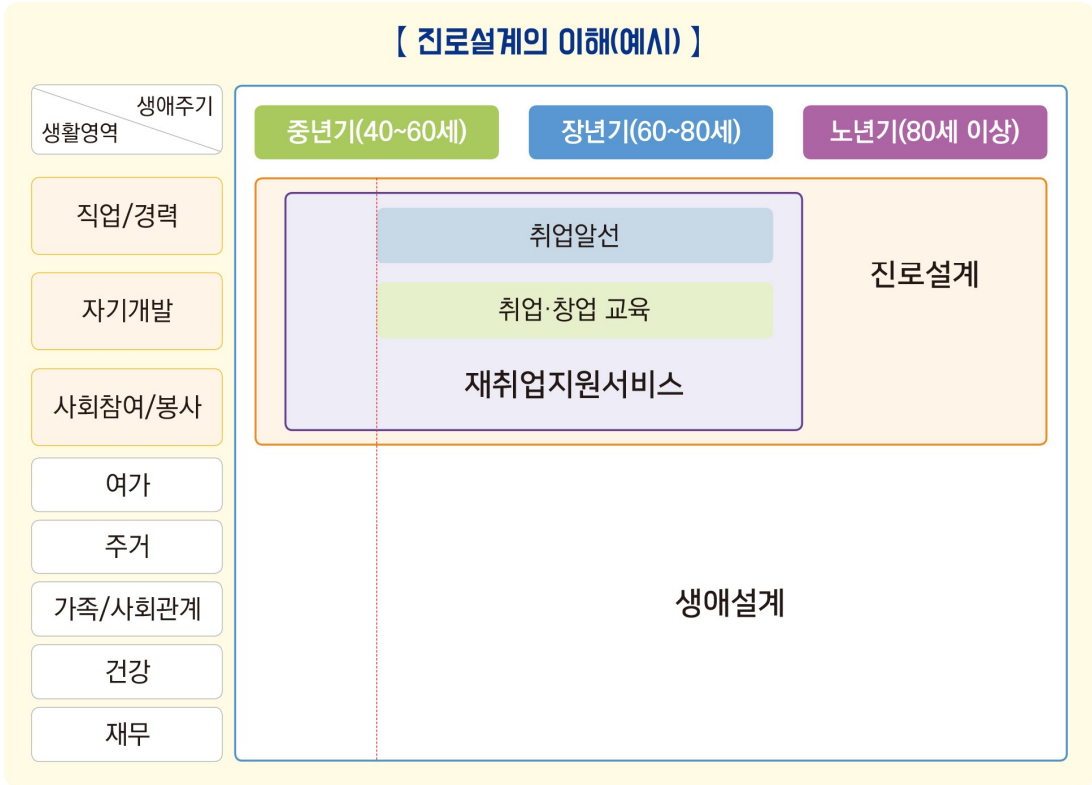 【 진로설계의 이해(예시) 】
생애주기
생활영역
중년기(40~60세)
장년기(60~80세)
노년기(80세 이상)
직업/경력
자기개발
사회참여/봉사
여가
주거
가족/사회관계
건강
재무
취업알선
취업·창업 교육
재취업지원서비스
진로설계
생애설계